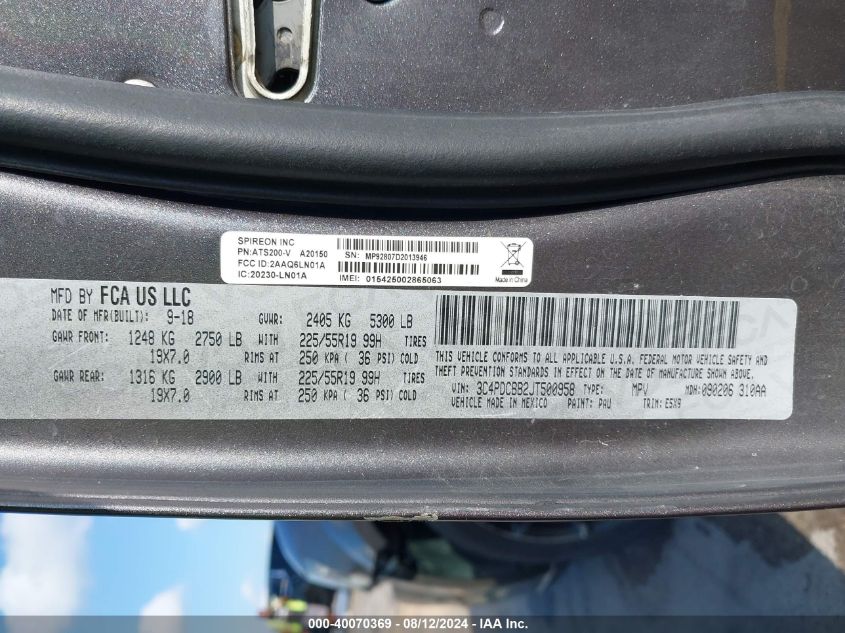 SPIREON INC
PN:ATS200-V A20150
FCC ID:2AAQ6LN01A
IC:20230-LN01A
SN: MP92807D2013946
IMEI: 015425002865063
Made in China
MFD BY FCA US LLC
DATE OF MFR(BUILT): 9-18 GVWR: 2405 KG 5300 LB
GAWR FRONT: 1248 KG 2750 LB WITH 225/55R19 99H TIRES
19X7.0 RIMS AT 250 KPA ( 36 PSI) COLD
GAWR REAR: 1316 KG 2900 LB WITH 225/55R19 99H TIRES
19X7.0 RIMS AT 250 KPA ( 36 PSI) COLD
THIS VEHICLE CONFORMS TO ALL APPLICABLE U.S.A. FEDERAL MOTOR VEHICLE SAFETY AND
THEFT PREVENTION STANDARDS IN EFFECT ON THE DATE OF MANUFACTURE SHOWN ABOVE.
VIN: 3C4PDCBB2JT500958 TYPE: MPV MDH: 090206 310AA
VEHICLE MADE IN MEXICO PAINT: PAU TRIM: E5X9
000-40070369 - 08/12/2024 - IAA Inc.